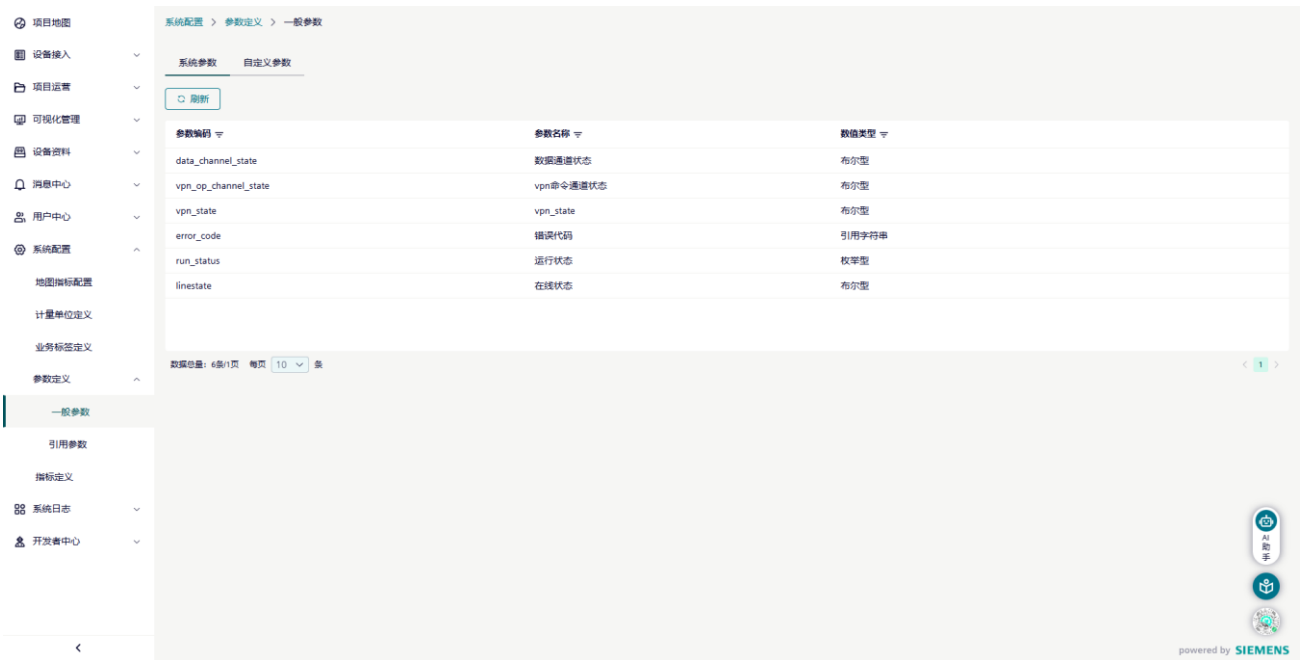 项目地图
设备接入
项目运营
可视化管理
设备资料
消息中心
用户中心
系统配置
地图指标配置
计量单位定义
业务标签定义
参数定义
一般参数
引用参数
指标定义
系统日志
开发者中心
系统配置 > 参数定义 > 一般参数
系统参数 自定义参数
刷新
参数编码 参数名称 数值类型
data_channel_state 数据通道状态 布尔型
vpn_op_channel_state vpn命令通道状态 布尔型
vpn_state vpn_state 布尔型
error_code 错误代码 引用字符串
run_status 运行状态 枚举型
linestate 在线状态 布尔型
数据总量: 6条/1页 每页 10 条 < 1 >
AI
助
手
powered by SIEMENS